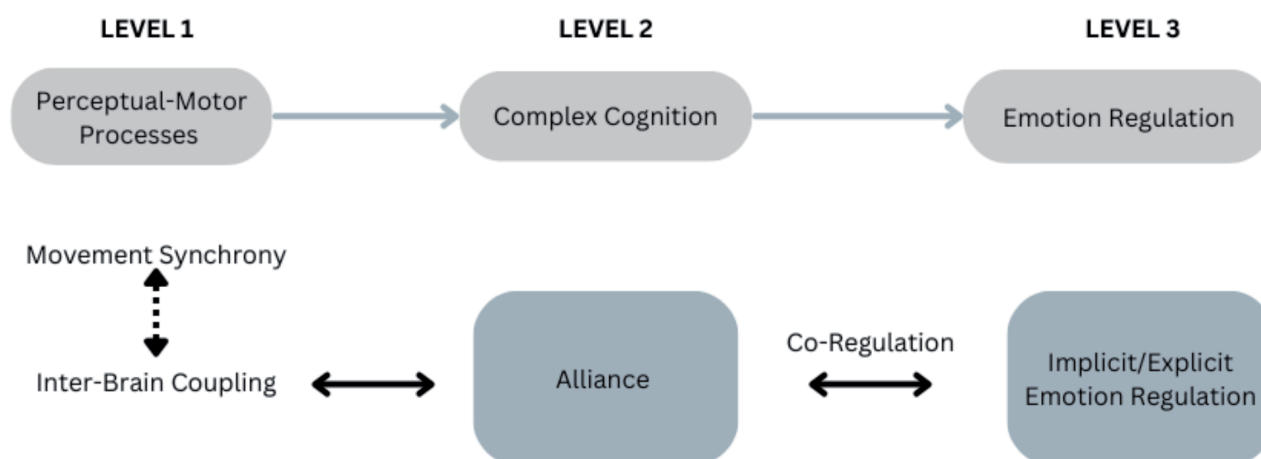 LEVEL 1
LEVEL 2
LEVEL 3
Perceptual-Motor
Processes
Complex Cognition
Emotion Regulation
Movement Synchrony
Inter-Brain Coupling
Alliance
Co-Regulation
Implicit/Explicit
Emotion Regulation